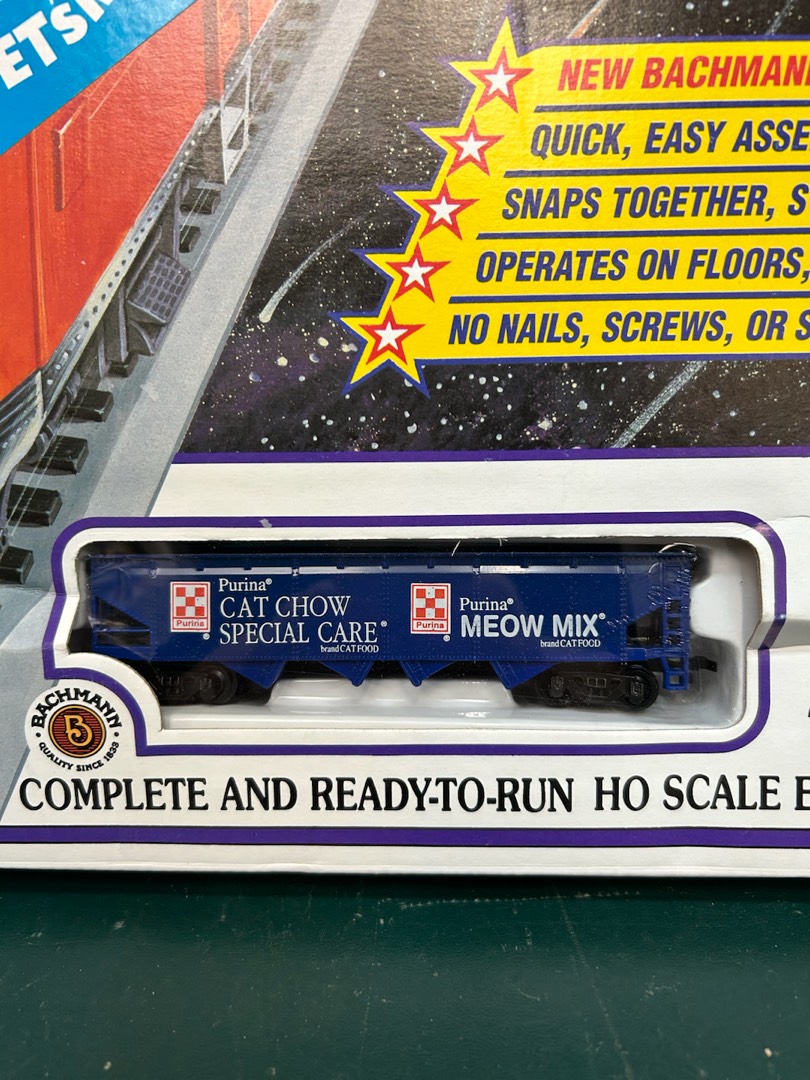 ETS
NEW BACHMAN
QUICK, EASY ASSE
SNAPS TOGETHER, S
OPERATES ON FLOORS,
NO NAILS, SCREWS, OR S
Purina®
CAT CHOW
SPECIAL CARE®
brand CAT FOOD
Purina
Purina®
MEOW MIX®
brand CAT FOOD
Purina
BACHMANN
B
QUALITY SINCE 1833
COMPLETE AND READY-TO-RUN HO SCALE E